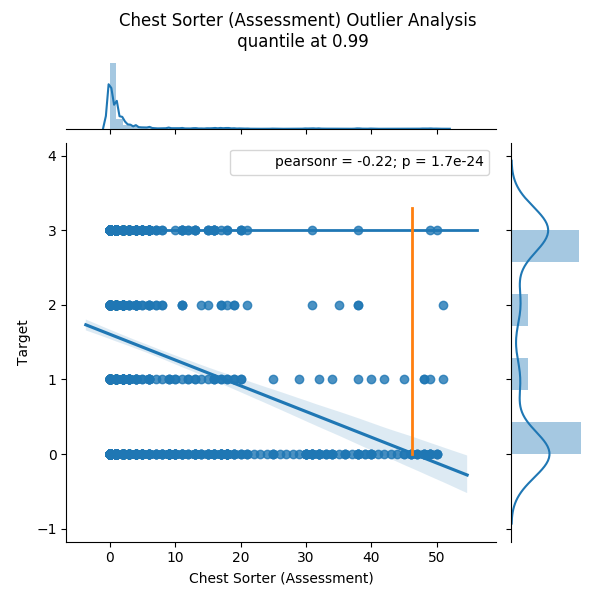 Chest Sorter (Assessment) Outlier Analysis
quantile at 0.99
pearsonr = -0.22; p = 1.7e-24
4
3
2
1
0
−1
Target
0 10 20 30 40 50
Chest Sorter (Assessment)